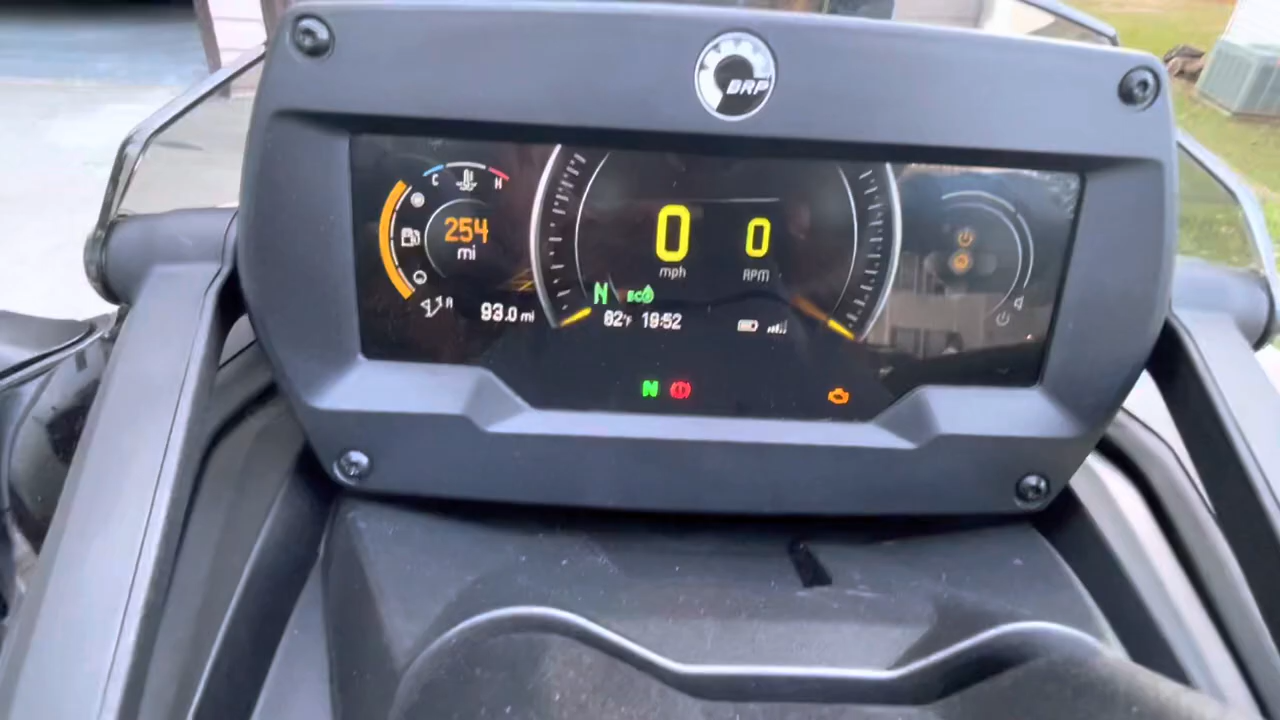 BRP
C H
254
mi
0 0
mph RPM
N ECO
A 93.0 mi
82°F 19:52
N